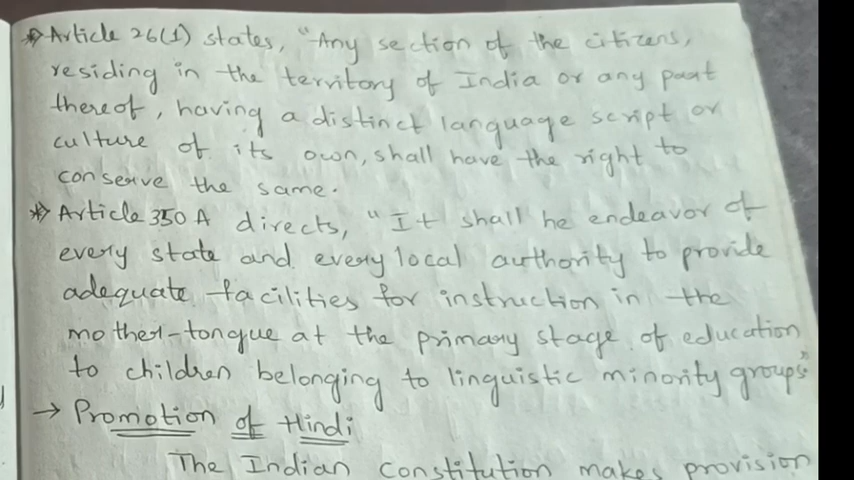 * Article 26(1) states, "Any section of the citizens,
residing in the territory of India or any part
thereof, having a distinct language script or
culture of its own, shall have the right to
conserve the same.
* Article 350 A directs, "It shall be endeavor of
every state and every local authority to provide
adequate facilities for instruction in the
mother-tongue at the primary stage of education
to children belonging to linguistic minority groups"
→ Promotion of Hindi
The Indian constitution makes provision